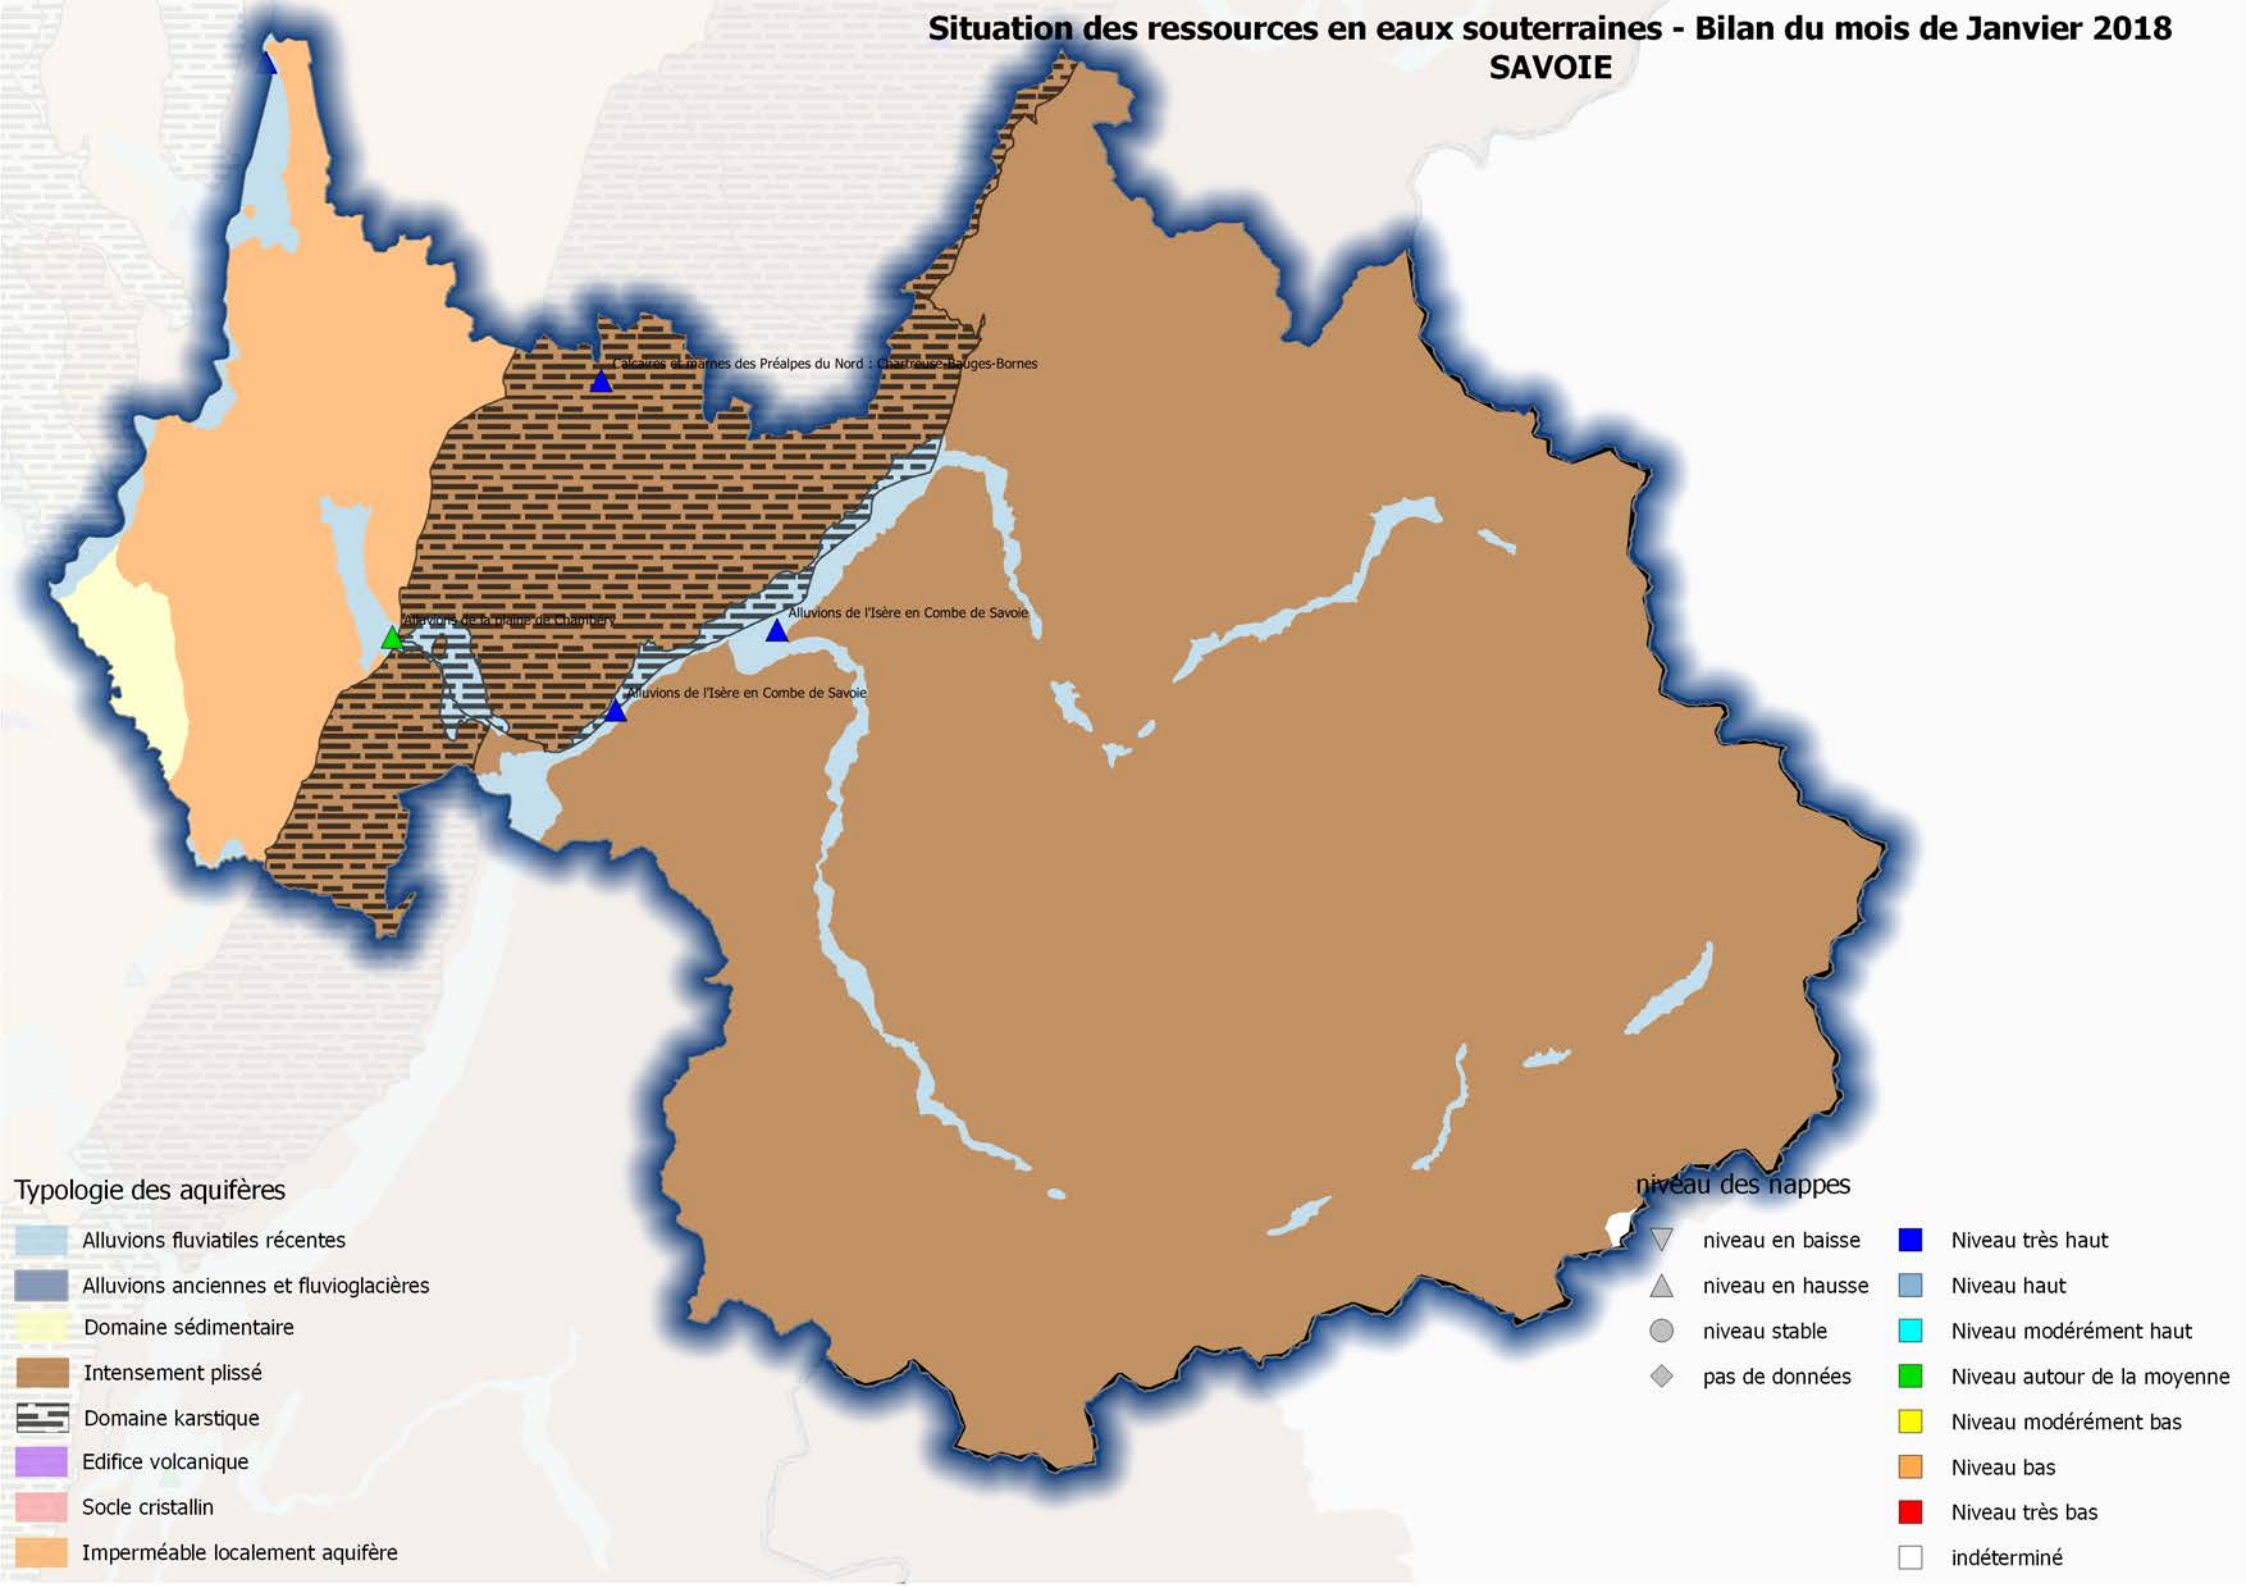 Situation des ressources en eaux souterraines - Bilan du mois de Janvier 2018
SAVOIE
Calcaires et marnes des Préalpes du Nord : Chartreuse-Bauges-Bornes
Alluvions de l'Isère en Combe de Savoie
Alluvions de la plaine de Chambéry
Alluvions de l'Isère en Combe de Savoie
Typologie des aquifères
Alluvions fluviatiles récentes
Alluvions anciennes et fluvioglacières
Domaine sédimentaire
Intensement plissé
Domaine karstique
Edifice volcanique
Socle cristallin
Imperméable localement aquifère
niveau des nappes
niveau en baisse
niveau en hausse
niveau stable
pas de données
Niveau très haut
Niveau haut
Niveau modérément haut
Niveau autour de la moyenne
Niveau modérément bas
Niveau bas
Niveau très bas
indéterminé